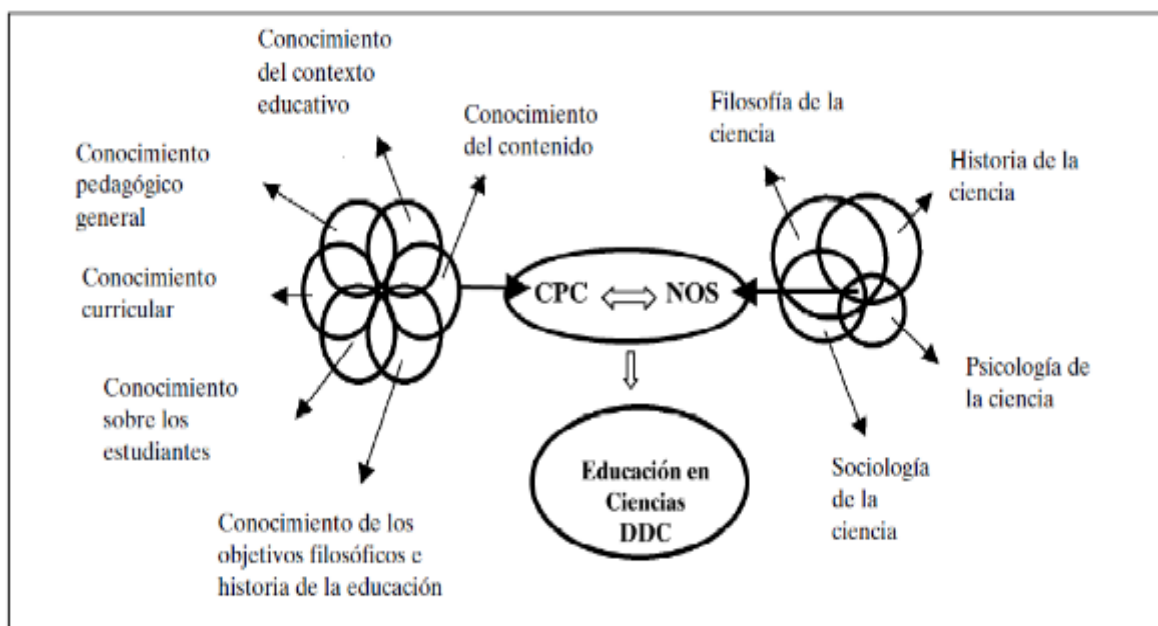 Conocimiento
del contexto
educativo
Conocimiento
del contenido
Conocimiento
pedagógico
general
Conocimiento
curricular
Conocimiento
sobre los
estudiantes
Conocimiento de los
objetivos filosóficos e
historia de la educación
CPC NOS
Educación en
Ciencias
DDC
Filosofía de la
ciencia
Historia de la
ciencia
Psicología de
la ciencia
Sociología
de la
ciencia